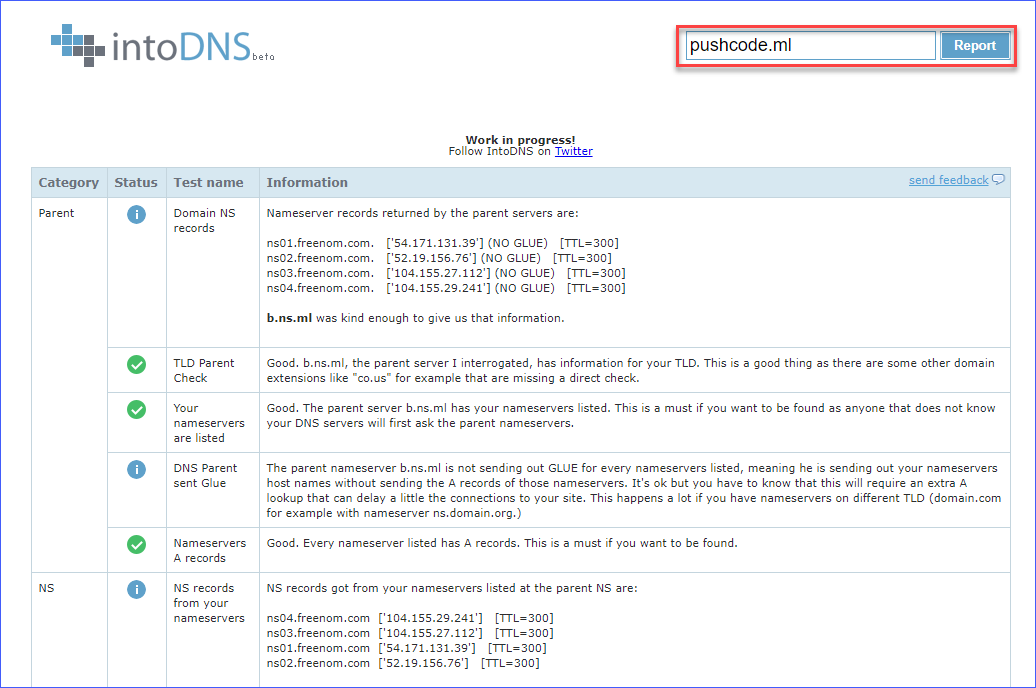 intoDNS beta
pushcode.ml
Report
Work in progress!
Follow IntoDNS on Twitter
Category Status Test name Information send feedback
Parent
Domain NS
records
Nameserver records returned by the parent servers are:
ns01.freenom.com. ['54.171.131.39'] (NO GLUE) [TTL=300]
ns02.freenom.com. ['52.19.156.76'] (NO GLUE) [TTL=300]
ns03.freenom.com. ['104.155.27.112'] (NO GLUE) [TTL=300]
ns04.freenom.com. ['104.155.29.241'] (NO GLUE) [TTL=300]
b.ns.ml was kind enough to give us that information.
TLD Parent
Check
Good. b.ns.ml, the parent server I interrogated, has information for your TLD. This is a good thing as there are some other domain
extensions like "co.us" for example that are missing a direct check.
Your
nameservers
are listed
Good. The parent server b.ns.ml has your nameservers listed. This is a must if you want to be found as anyone that does not know
your DNS servers will first ask the parent nameservers.
DNS Parent
sent Glue
The parent nameserver b.ns.ml is not sending out GLUE for every nameservers listed, meaning he is sending out your nameservers
host names without sending the A records of those nameservers. It's ok but you have to know that this will require an extra A
lookup that can delay a little the connections to your site. This happens a lot if you have nameservers on different TLD (domain.com
for example with nameserver ns.domain.org.)
Nameservers
A records
Good. Every nameserver listed has A records. This is a must if you want to be found.
NS
NS records
from your
nameservers
NS records got from your nameservers listed at the parent NS are:
ns04.freenom.com ['104.155.29.241'] [TTL=300]
ns03.freenom.com ['104.155.27.112'] [TTL=300]
ns01.freenom.com ['54.171.131.39'] [TTL=300]
ns02.freenom.com ['52.19.156.76'] [TTL=300]